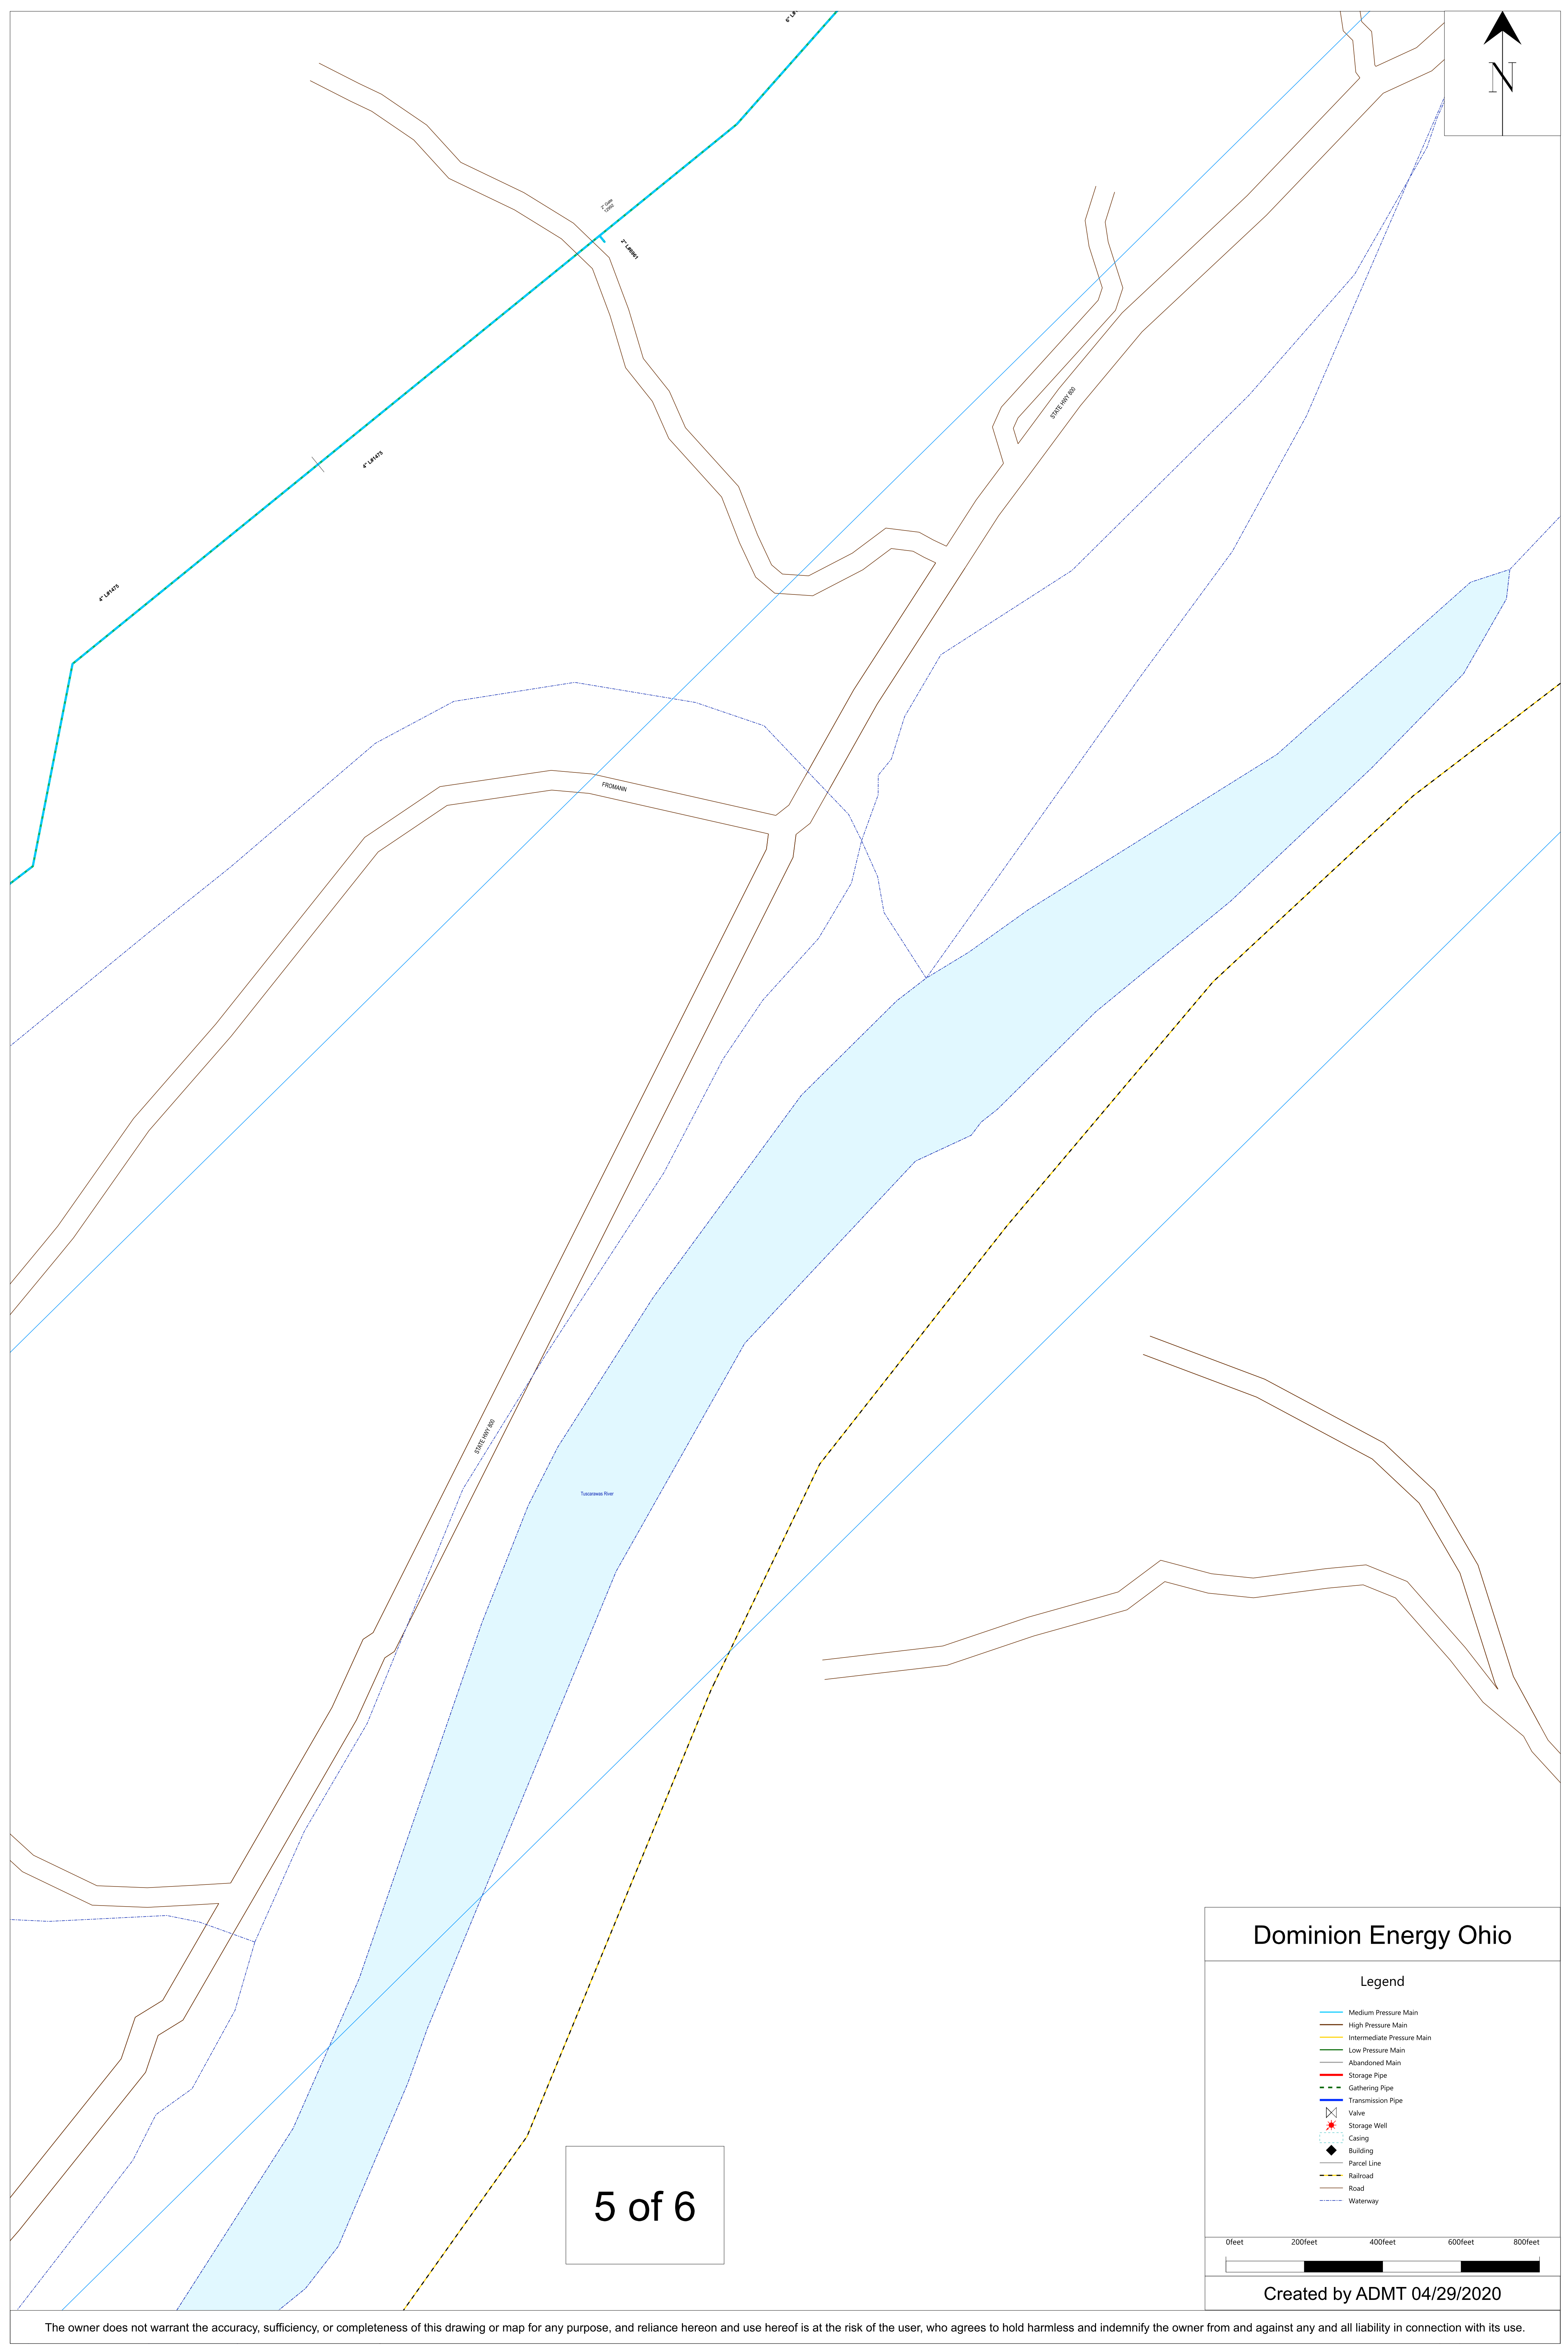 6" L#
N
2" Gate
2" L#6961
STATE HWY 800
4" L#1475
4" L#1475
FROMANN
STATE HWY 800
Tuscarawas River
Dominion Energy Ohio
Legend
Medium Pressure Main
High Pressure Main
Intermediate Pressure Main
Low Pressure Main
Abandoned Main
Storage Pipe
Gathering Pipe
Transmission Pipe
Valve
Storage Well
Casing
Building
Parcel Line
Railroad
Road
Waterway
0feet 200feet 400feet 600feet 800feet
5 of 6
Created by ADMT 04/29/2020
The owner does not warrant the accuracy, sufficiency, or completeness of this drawing or map for any purpose, and reliance hereon and use hereof is at the risk of the user, who agrees to hold harmless and indemnify the owner from and against any and all liability in connection with its use.